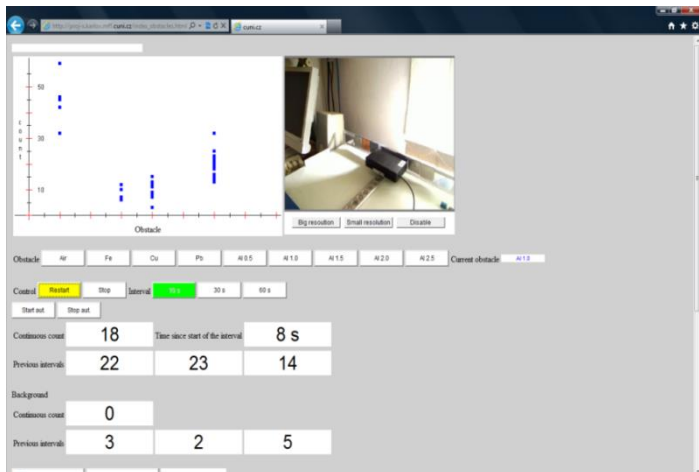 cuni.cz
50
30
10
count
Obstacle
Big resoution Small resolution Disable
Obstacle Air Fe Cu Pb Al 0.5 Al 1.0 Al 1.5 Al 2.0 Al 2.5 Current obstacle Al 1.0
Control Restart Stop Interval 10 s 30 s 60 s
Start aut. Stop aut.
Continuous count 18 Time since start of the interval 8 s
Previous intervals 22 23 14
Background
Continuous count 0
Previous intervals 3 2 5